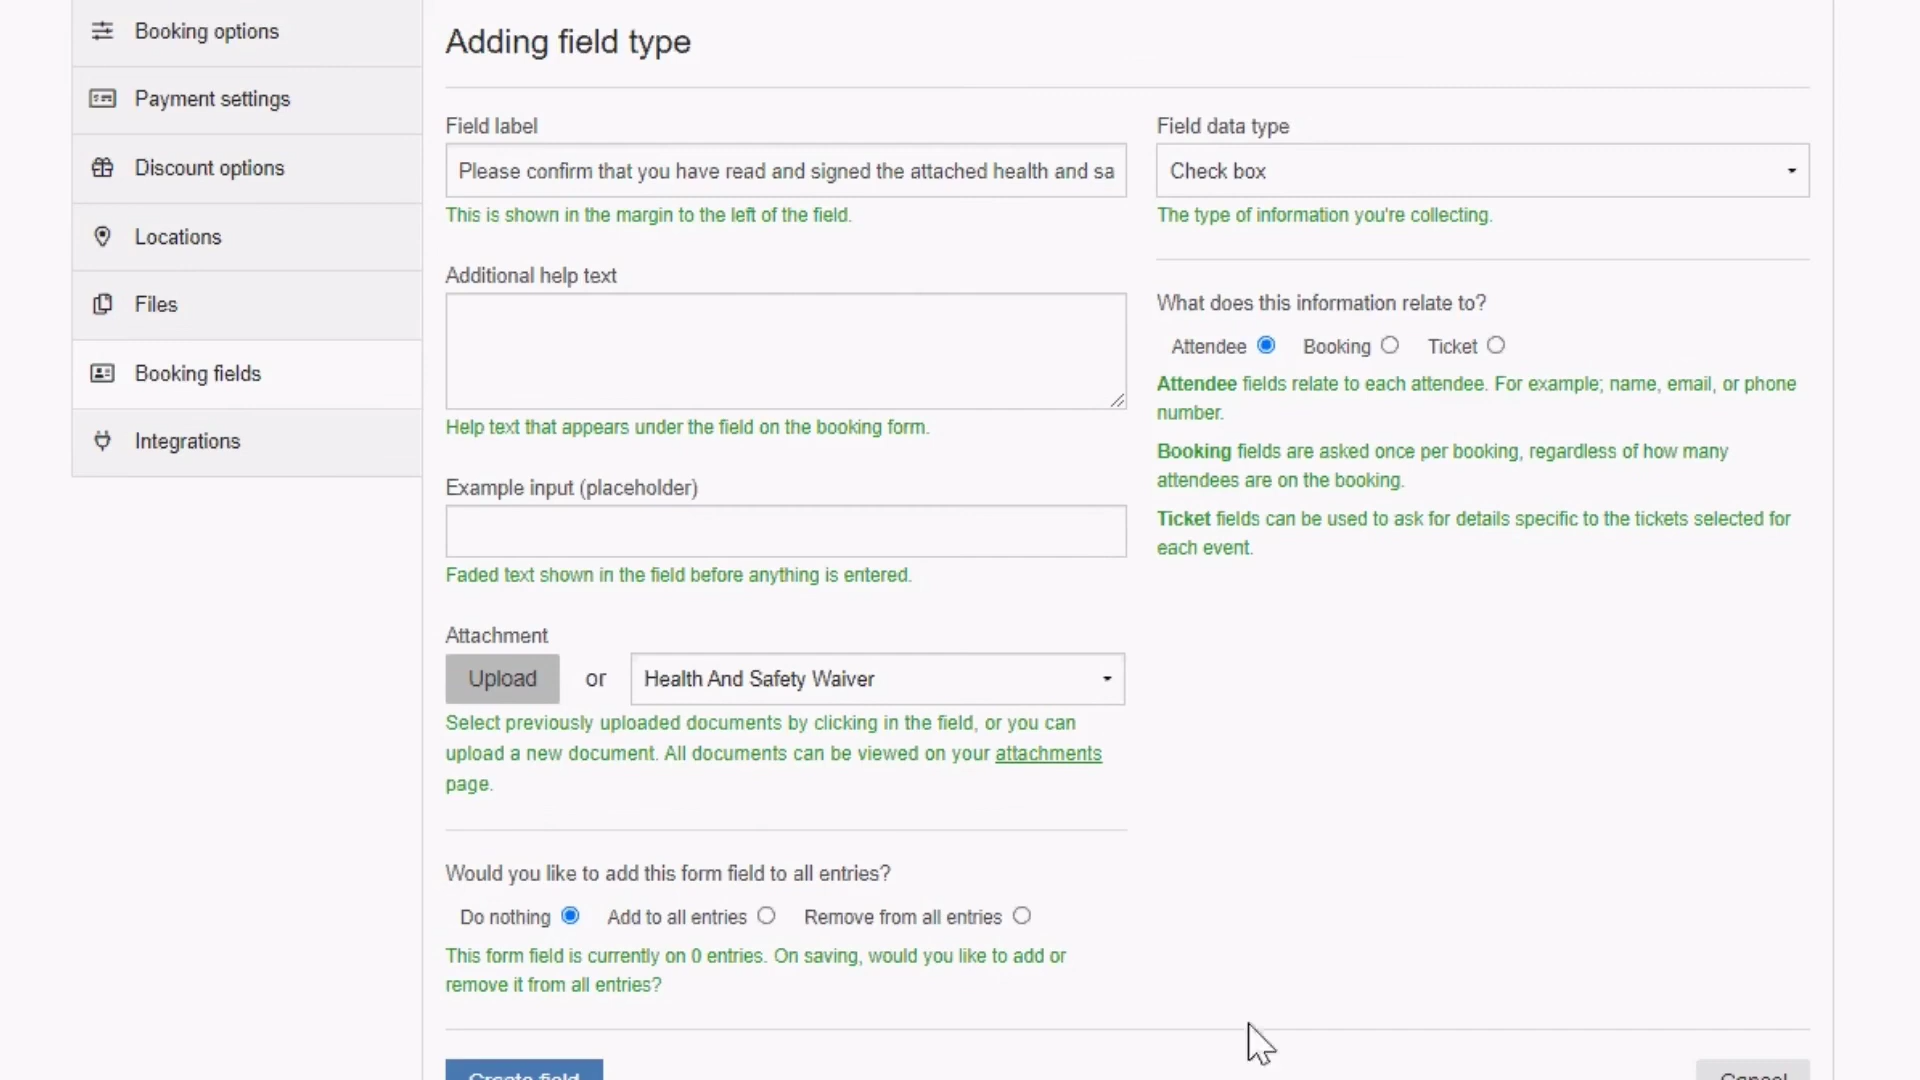 Booking options
Payment settings
Discount options
Locations
Files
Booking fields
Integrations
Adding field type
Field label
Please confirm that you have read and signed the attached health and sa
This is shown in the margin to the left of the field.
Additional help text
Help text that appears under the field on the booking form.
Example input (placeholder)
Faded text shown in the field before anything is entered.
Attachment
Upload or Health And Safety Waiver
Select previously uploaded documents by clicking in the field, or you can
upload a new document. All documents can be viewed on your attachments
page.
Would you like to add this form field to all entries?
Do nothing Add to all entries Remove from all entries
This form field is currently on 0 entries. On saving, would you like to add or
remove it from all entries?
Field data type
Check box
The type of information you're collecting.
What does this information relate to?
Attendee Booking Ticket
Attendee fields relate to each attendee. For example; name, email, or phone
number.
Booking fields are asked once per booking, regardless of how many
attendees are on the booking.
Ticket fields can be used to ask for details specific to the tickets selected for
each event.
Create field
Cancel